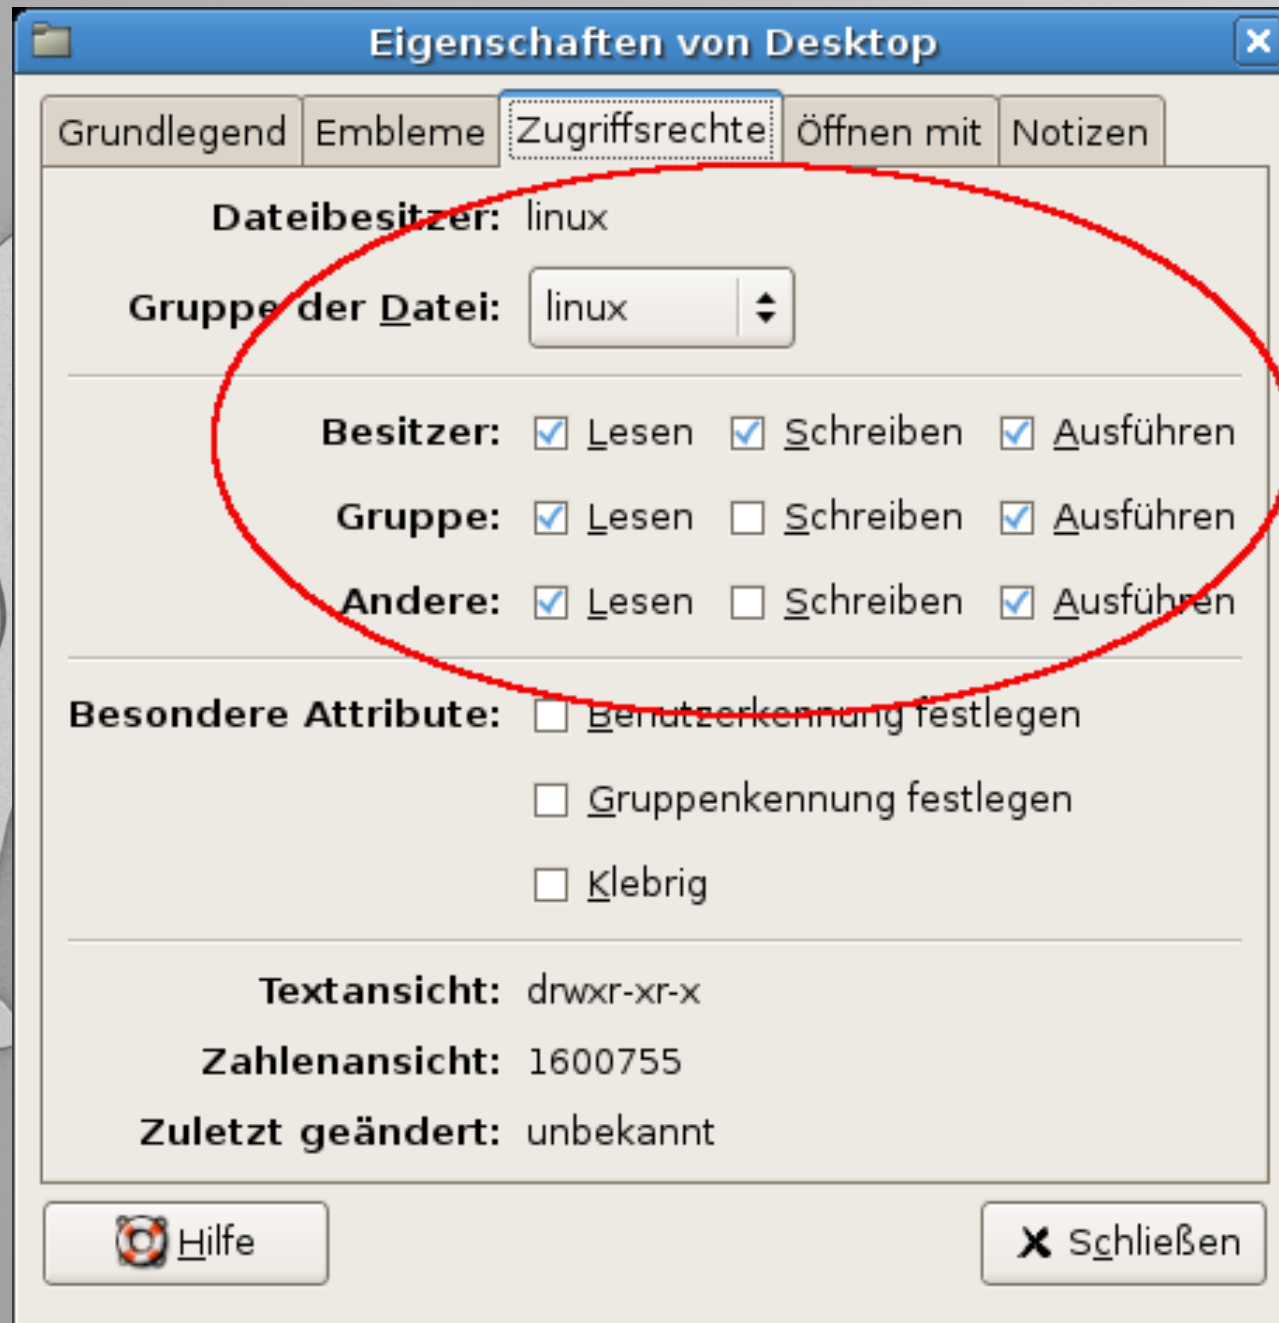 Eigenschaften von Desktop
Grundlegend Embleme Zugriffsrechte Öffnen mit Notizen
Dateibesitzer: linux
Gruppe der Datei: linux
Besitzer: Lesen Schreiben Ausführen
Gruppe: Lesen Schreiben Ausführen
Andere: Lesen Schreiben Ausführen
Besondere Attribute: Benutzerkennung festlegen
Gruppenkennung festlegen
Klebrig
Textansicht: drwxr-xr-x
Zahlenansicht: 1600755
Zuletzt geändert: unbekannt
Hilfe Schließen